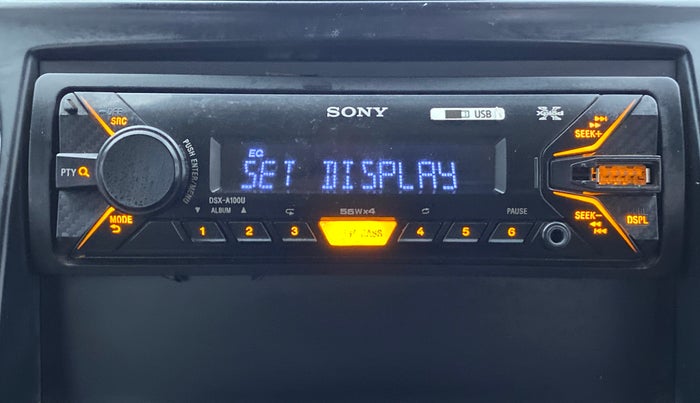 OFF
SRC
SONY
USB
SEEK+
PTY
PUSH ENTER/MENU
EQ
SET DISPLAY
DSX-A100U
MODE
ALBUM
55Wx4
PAUSE
SEEK−
DSPL
1 2 3 4 5 6